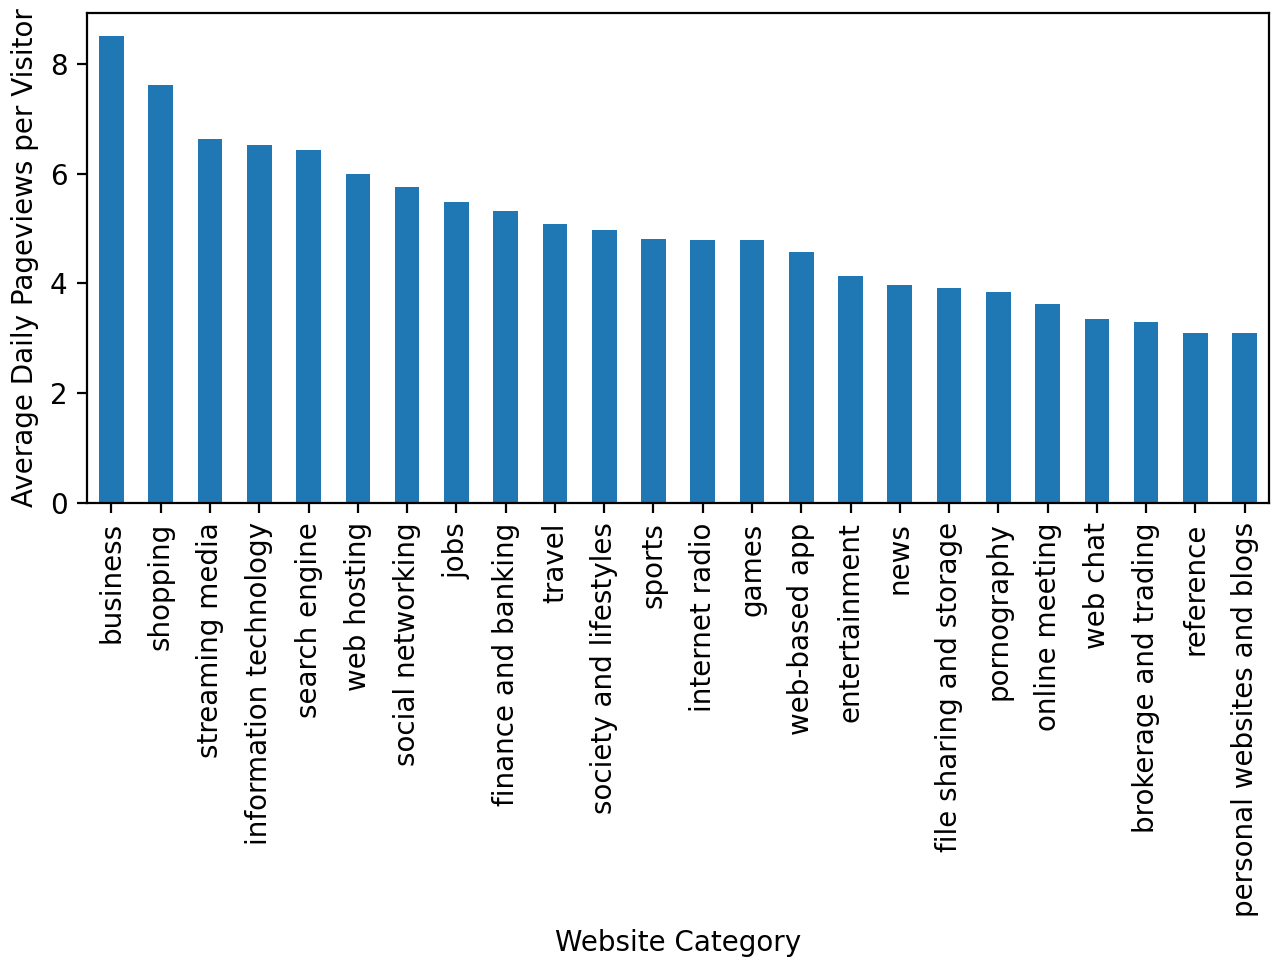 Average Daily Pageviews per Visitor
8
6
4
2
0
business
shopping
streaming media
information technology
search engine
web hosting
social networking
jobs
finance and banking
travel
society and lifestyles
sports
internet radio
games
web-based app
entertainment
news
file sharing and storage
pornography
online meeting
web chat
brokerage and trading
reference
personal websites and blogs
Website Category